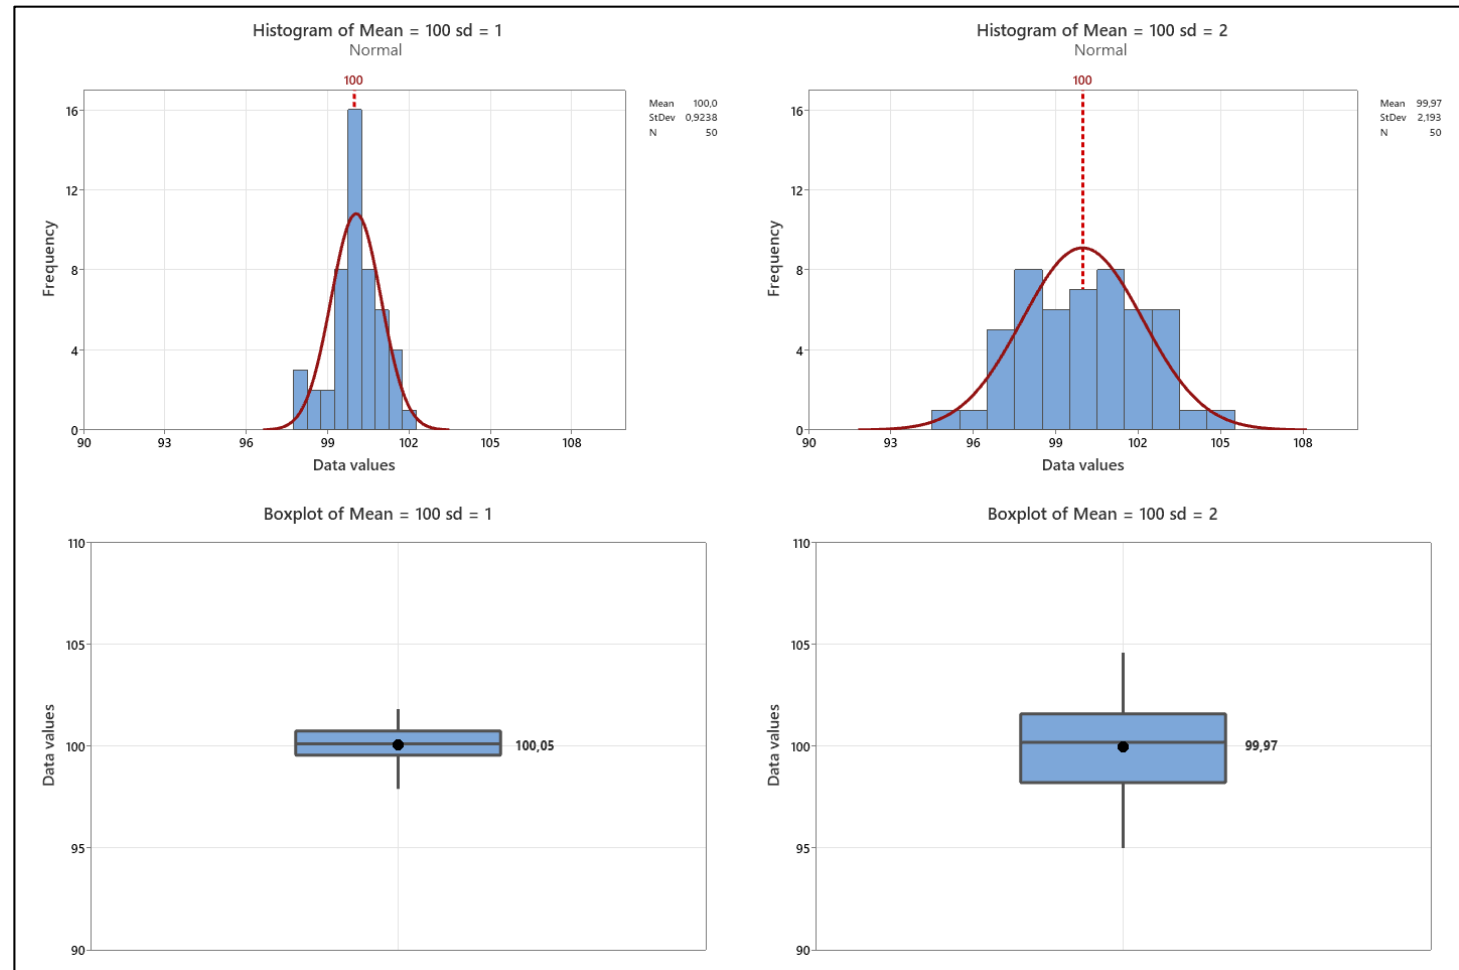 Histogram of Mean = 100 sd = 1
Normal
100
Mean 100,0
StDev 0,9238
N 50
16
12
8
4
0
Frequency
90 93 96 99 102 105 108
Data values
Histogram of Mean = 100 sd = 2
Normal
100
Mean 99,97
StDev 2,193
N 50
16
12
8
4
0
Frequency
90 93 96 99 102 105 108
Data values
Boxplot of Mean = 100 sd = 1
110
105
100
95
90
Data values
100,05
Boxplot of Mean = 100 sd = 2
110
105
100
95
90
Data values
99,97